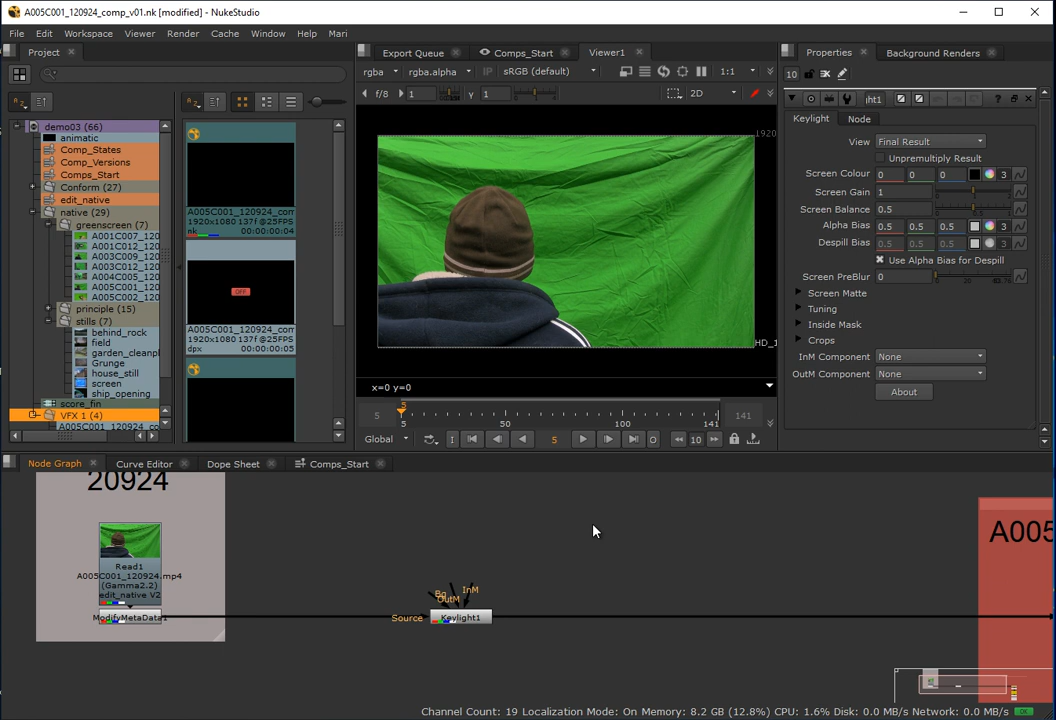 A005C001_120924_comp_v01.nk [modified] - NukeStudio
File Edit Workspace Viewer Render Cache Window Help Mari
Project
demo03 (66)
animatic
Comp_States
Comp_Versions
Comps_Start
Conform (27)
edit_native
native (29)
greenscreen (7)
A001C007_120
A001C012_120
A003C009_120
A003C012_120
A004C005_120
A005C001_120
A005C002_120
principle (15)
stills (7)
behind_rock
field
garden_cleanpl
Grunge
house_still
screen
ship_opening
score_fin
VFX 1 (4)
A005C001_120924_co
A005C001_120924_com
1920x1080 137f @25FPS
nk 00:00:00:04
OFF
A005C001_120924_com
1920x1080 137f @25FPS
dpx 00:00:00:05
Export Queue Comps_Start Viewer1
rgba rgba.alpha IP sRGB (default) 1:1
f/8 1 y 1 2D
1920
HD_1
x=0 y=0
5 5 5 50 100 141 141
Global I 5 O 10
Properties Background Renders
10
ght1
Keylight Node
View Final Result
Unpremultiply Result
Screen Colour 0 0 0 3
Screen Gain 1
Screen Balance 0.5
Alpha Bias 0.5 0.5 0.5 3
Despill Bias 0.5 0.5 0.5 3
Use Alpha Bias for Despill
Screen PreBlur 0
0 20
Screen Matte
Tuning
Inside Mask
Crops
InM Component None
OutM Component None
About
Node Graph Curve Editor Dope Sheet Comps_Start
20924
Read1
A005C001_120924.mp4
(Gamma2.2)
edit_native V2
ModifyMetaData1
Bg
InM
OutM
Source
Keylight1
A005
Channel Count: 19 Localization Mode: On Memory: 8.2 GB (12.8%) CPU: 1.6% Disk: 0.0 MB/s Network: 0.0 MB/s